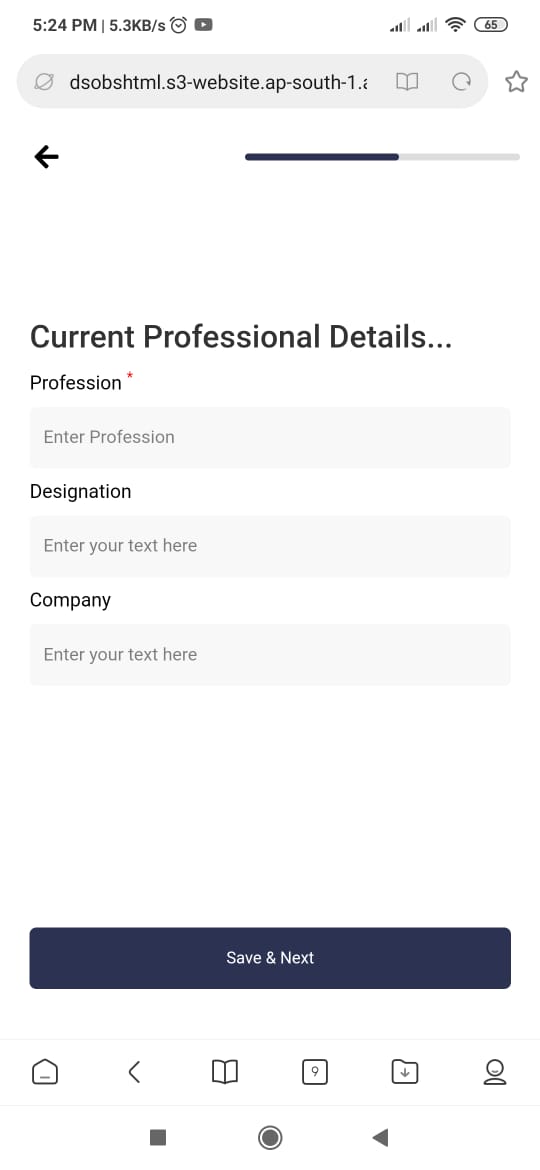 5:24 PM | 5.3KB/s
65
dsobshtml.s3-website.ap-south-1.
Current Professional Details...
Profession *
Enter Profession
Designation
Enter your text here
Company
Enter your text here
Save & Next
9